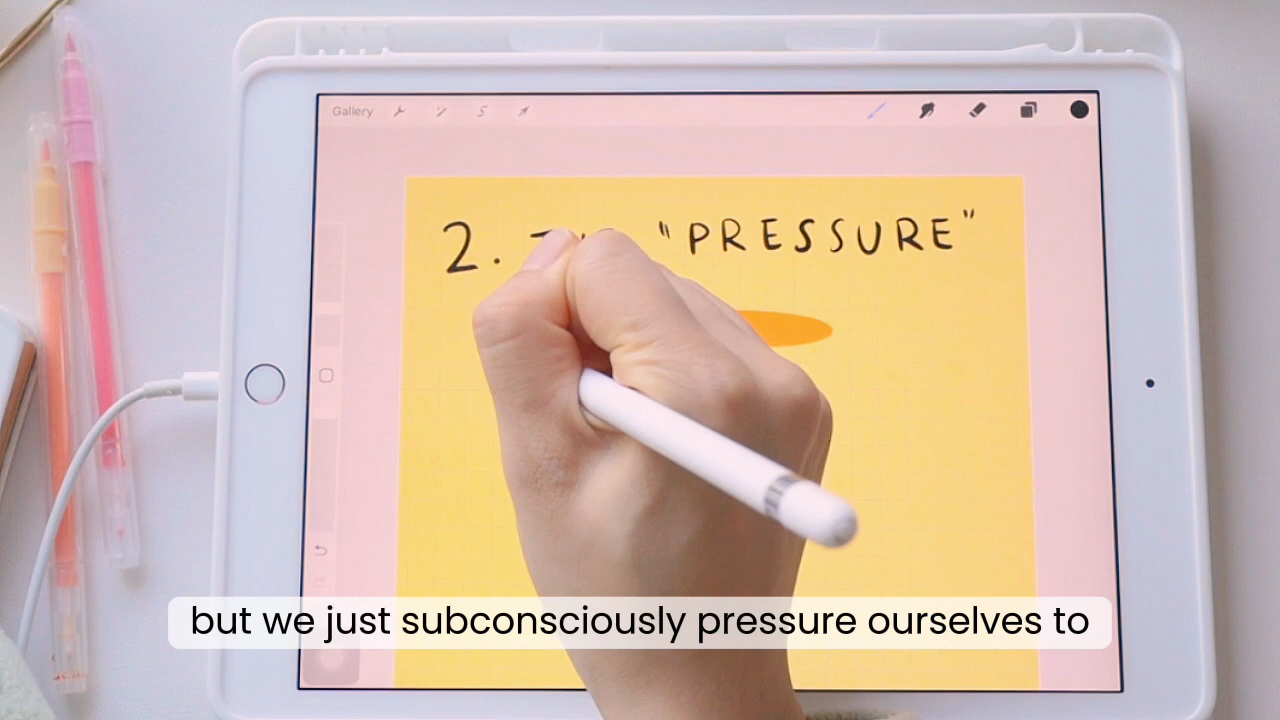 Gallery
2. "PRESSURE"
but we just subconsciously pressure ourselves to